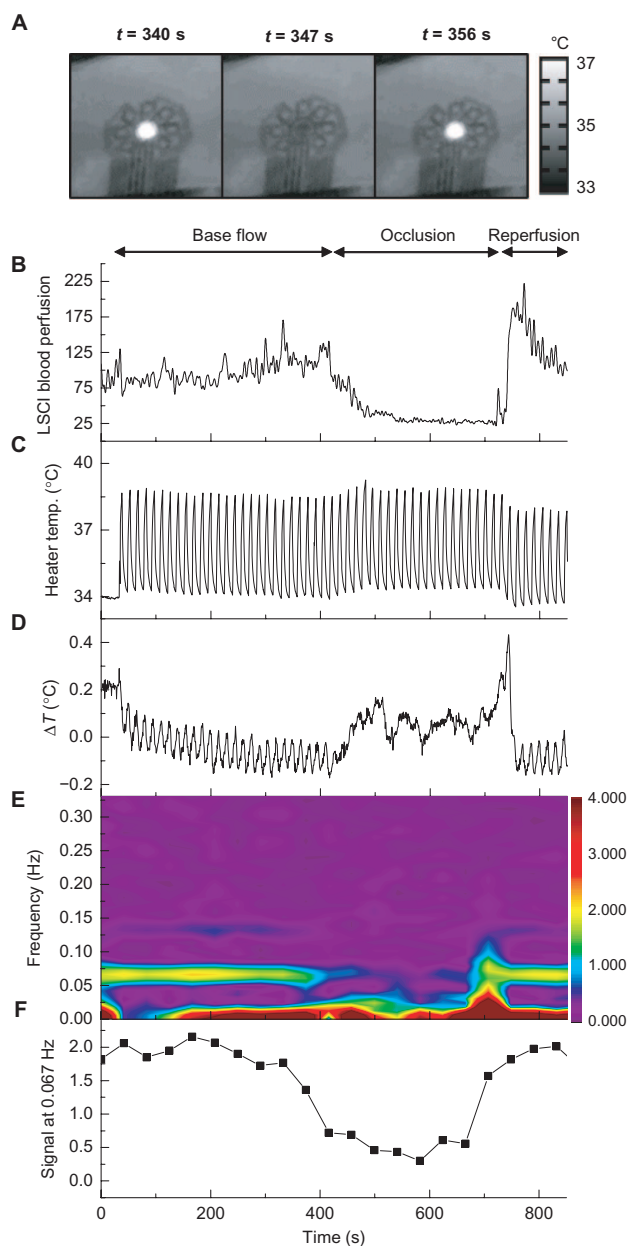 A
t = 340 s
t = 347 s
t = 356 s
°C
37
35
33
Base flow
Occlusion
Reperfusion
B
225
175
125
75
25
LSCI blood perfusion
C
40
37
34
Heater temp. (°C)
D
0.4
0.2
0.0
−0.2
ΔT (°C)
E
0.30
0.25
0.20
0.15
0.10
0.05
0.00
Frequency (Hz)
4.000
3.000
2.000
1.000
0.000
F
2.0
1.5
1.0
0.5
0.0
Signal at 0.067 Hz
0
200
400
600
800
Time (s)